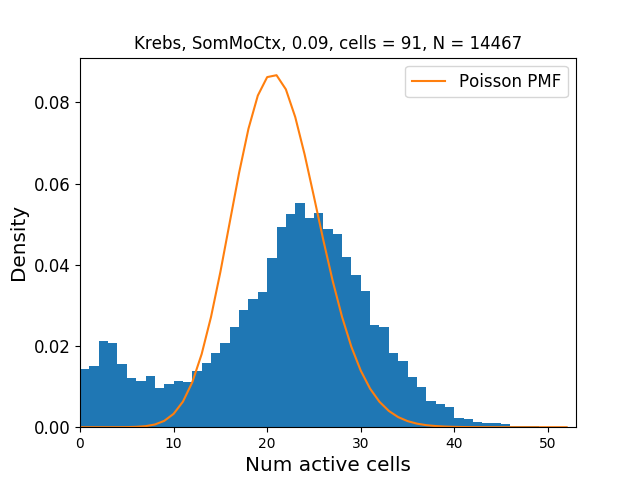 Krebs, SomMoCtx, 0.09, cells = 91, N = 14467
Poisson PMF
Density
0.08
0.06
0.04
0.02
0.00
0 10 20 30 40 50
Num active cells